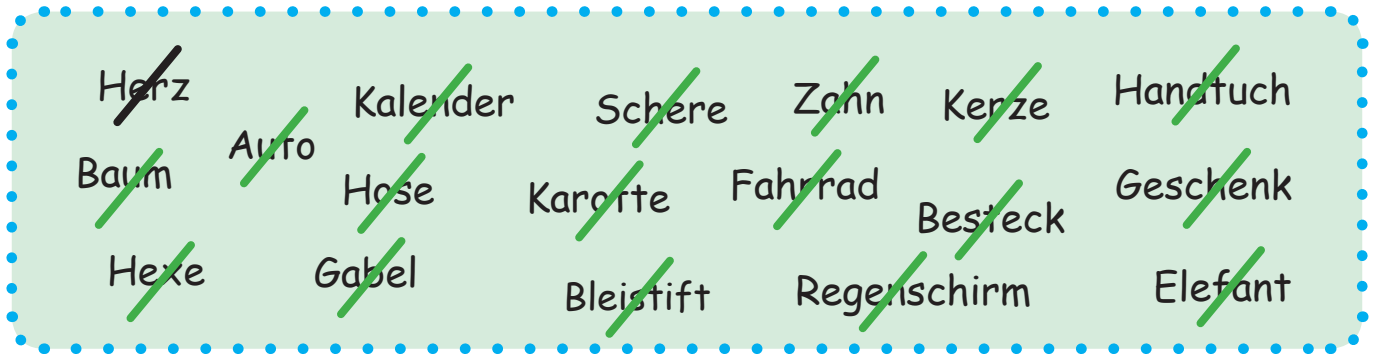 Herz
Kalender
Schere
Zahn
Kerze
Handtuch
Auto
Baum
Hose
Karotte
Fahrrad
Besteck
Geschenk
Hexe
Gabel
Bleistift
Regenschirm
Elefant